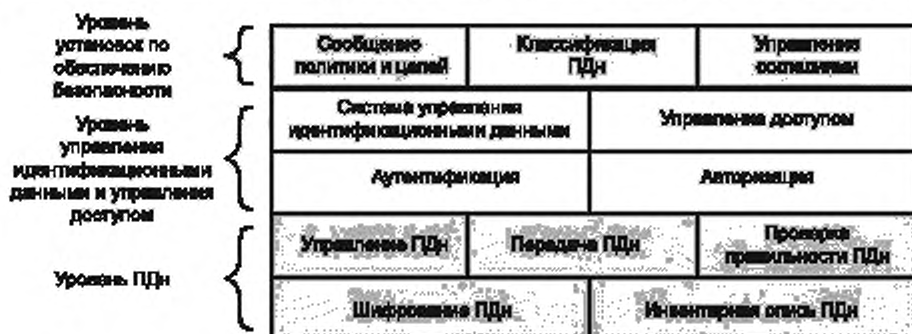 Уровень
установок по
обеспечению
безопасности
Сообщение
политики и целей
Классификация
ПДн
Управление
согласиями
Уровень
управления
идентификационными
данными и управления
доступом
Система управления
идентификационными данными
Управление доступом
Аутентификация
Авторизация
Уровень ПДн
Управление ПДн
Передача ПДн
Проверка
правильности ПДн
Шифрование ПДн
Инвентарная опись ПДн